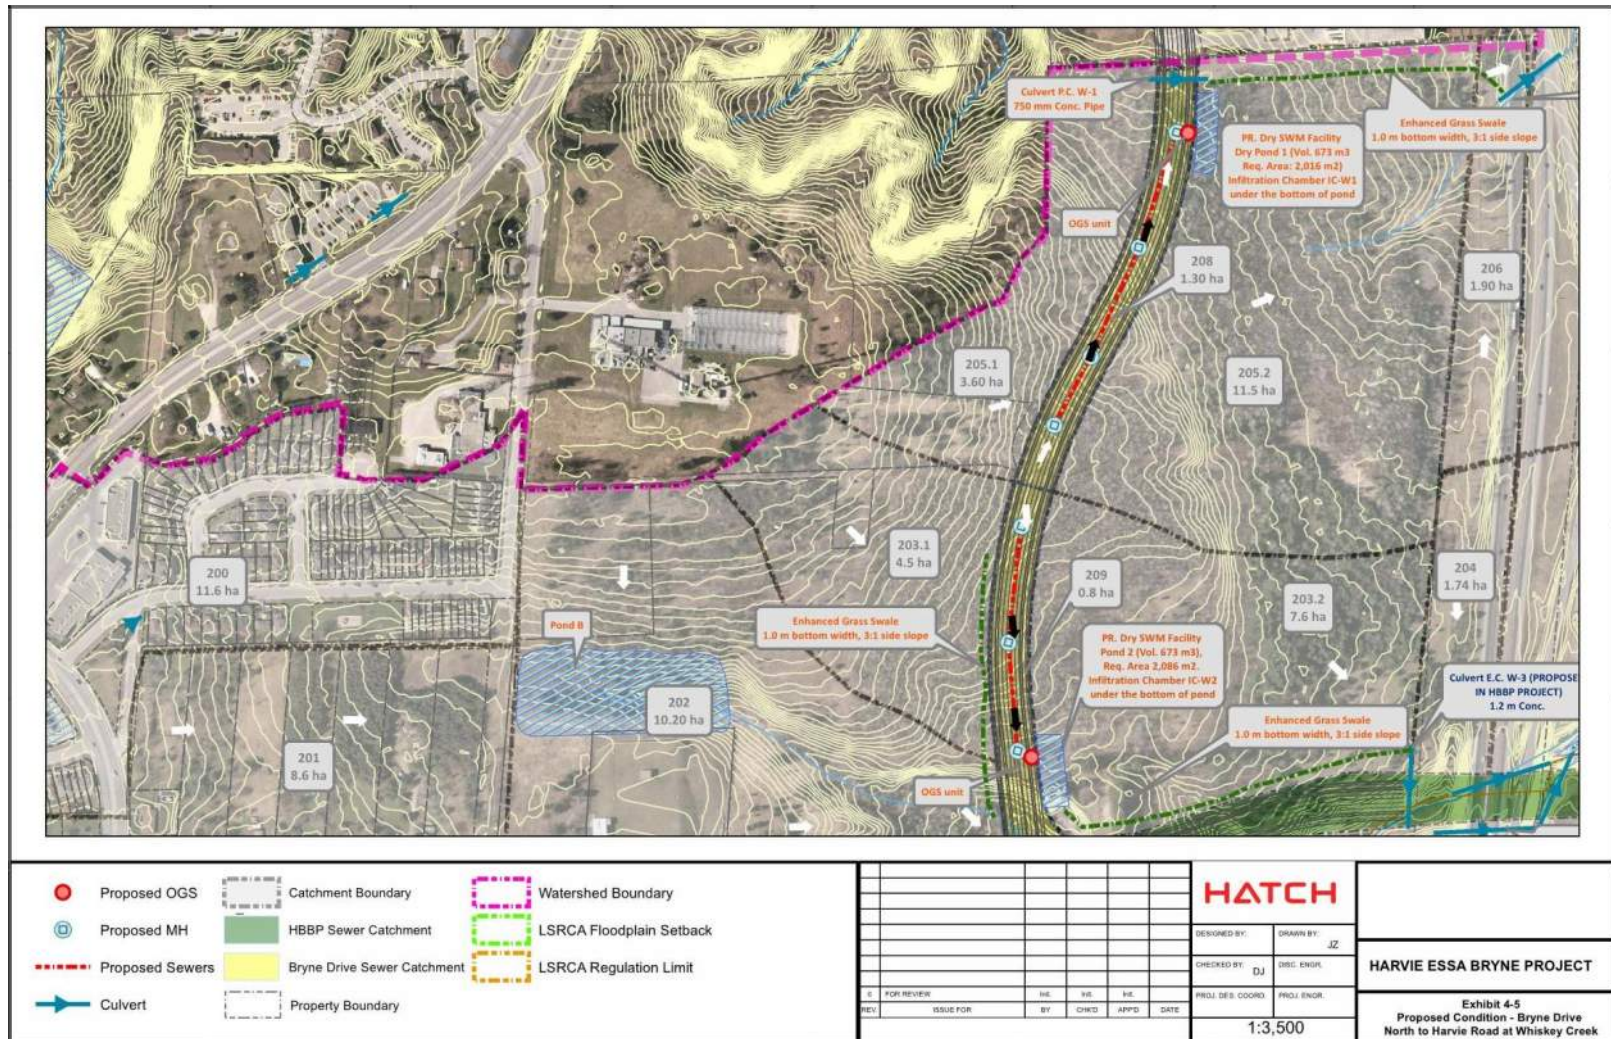 Culvert P.C. W-1
750 mm Conc. Pipe
Enhanced Grass Swale
1.0 m bottom width, 3:1 side slope
PR. Dry SWM Facility
Dry Pond 1 (Vol. 673 m3
Req. Area: 2,016 m2)
Infiltration Chamber IC-W1
under the bottom of pond
OGS unit
208
1.30 ha
206
1.90 ha
205.1
3.60 ha
205.2
11.5 ha
200
11.6 ha
203.1
4.5 ha
209
0.8 ha
204
1.74 ha
203.2
7.6 ha
Pond B
Enhanced Grass Swale
1.0 m bottom width, 3:1 side slope
PR. Dry SWM Facility
Pond 2 (Vol. 673 m3),
Req. Area 2,086 m2.
Infiltration Chamber IC-W2
under the bottom of pond
Culvert E.C. W-3 (PROPOSE
IN HBBP PROJECT)
1.2 m Conc.
202
10.20 ha
Enhanced Grass Swale
1.0 m bottom width, 3:1 side slope
201
8.6 ha
OGS unit
Proposed OGS
Proposed MH
Proposed Sewers
Culvert
Catchment Boundary
HBBP Sewer Catchment
Bryne Drive Sewer Catchment
Property Boundary
Watershed Boundary
LSRCA Floodplain Setback
LSRCA Regulation Limit
FOR REVIEW Init. Init. Init.
REV. ISSUE FOR BY CHK'D APP'D DATE
HATCH
DESIGNED BY: DRAWN BY:
JZ
CHECKED BY: DJ DISC. ENGR.
PROJ. DES. COORD. PROJ. ENGR.
1:3,500
HARVIE ESSA BRYNE PROJECT
Exhibit 4-5
Proposed Condition - Bryne Drive
North to Harvie Road at Whiskey Creek